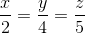 x/2 = y/4 = z/5